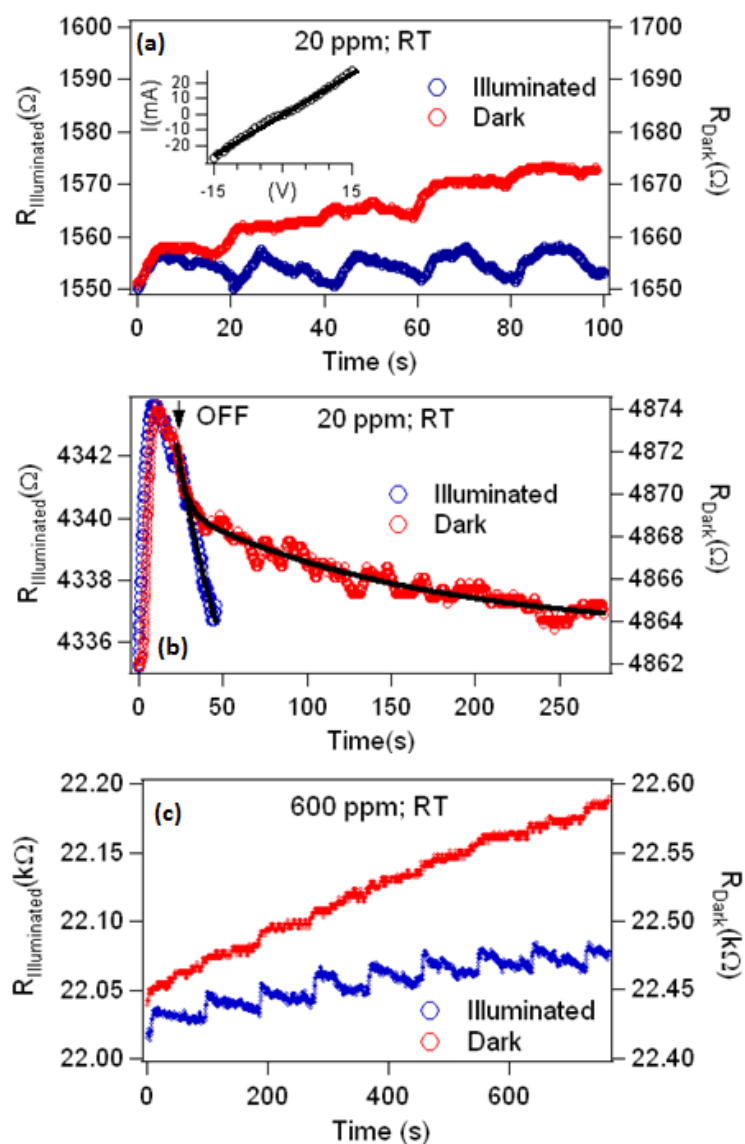 (a)
20 ppm; RT
1600
1590
1580
1570
1560
1550
R_Illuminated(Ω)
1700
1690
1680
1670
1660
1650
R_Dark(Ω)
I(mA)
20
10
0
-10
-20
-15
(V)
15
Illuminated
Dark
0
20
40
60
80
100
Time (s)
OFF
20 ppm; RT
4342
4340
4338
4336
R_Illuminated(Ω)
4874
4872
4870
4868
4866
4864
4862
R_Dark(Ω)
Illuminated
Dark
(b)
0
50
100
150
200
250
Time(s)
(c)
600 ppm; RT
22.20
22.15
22.10
22.05
22.00
R_Illuminated(kΩ)
22.60
22.55
22.50
22.45
22.40
R_Dark(kΩ)
Illuminated
Dark
0
200
400
600
Time (s)